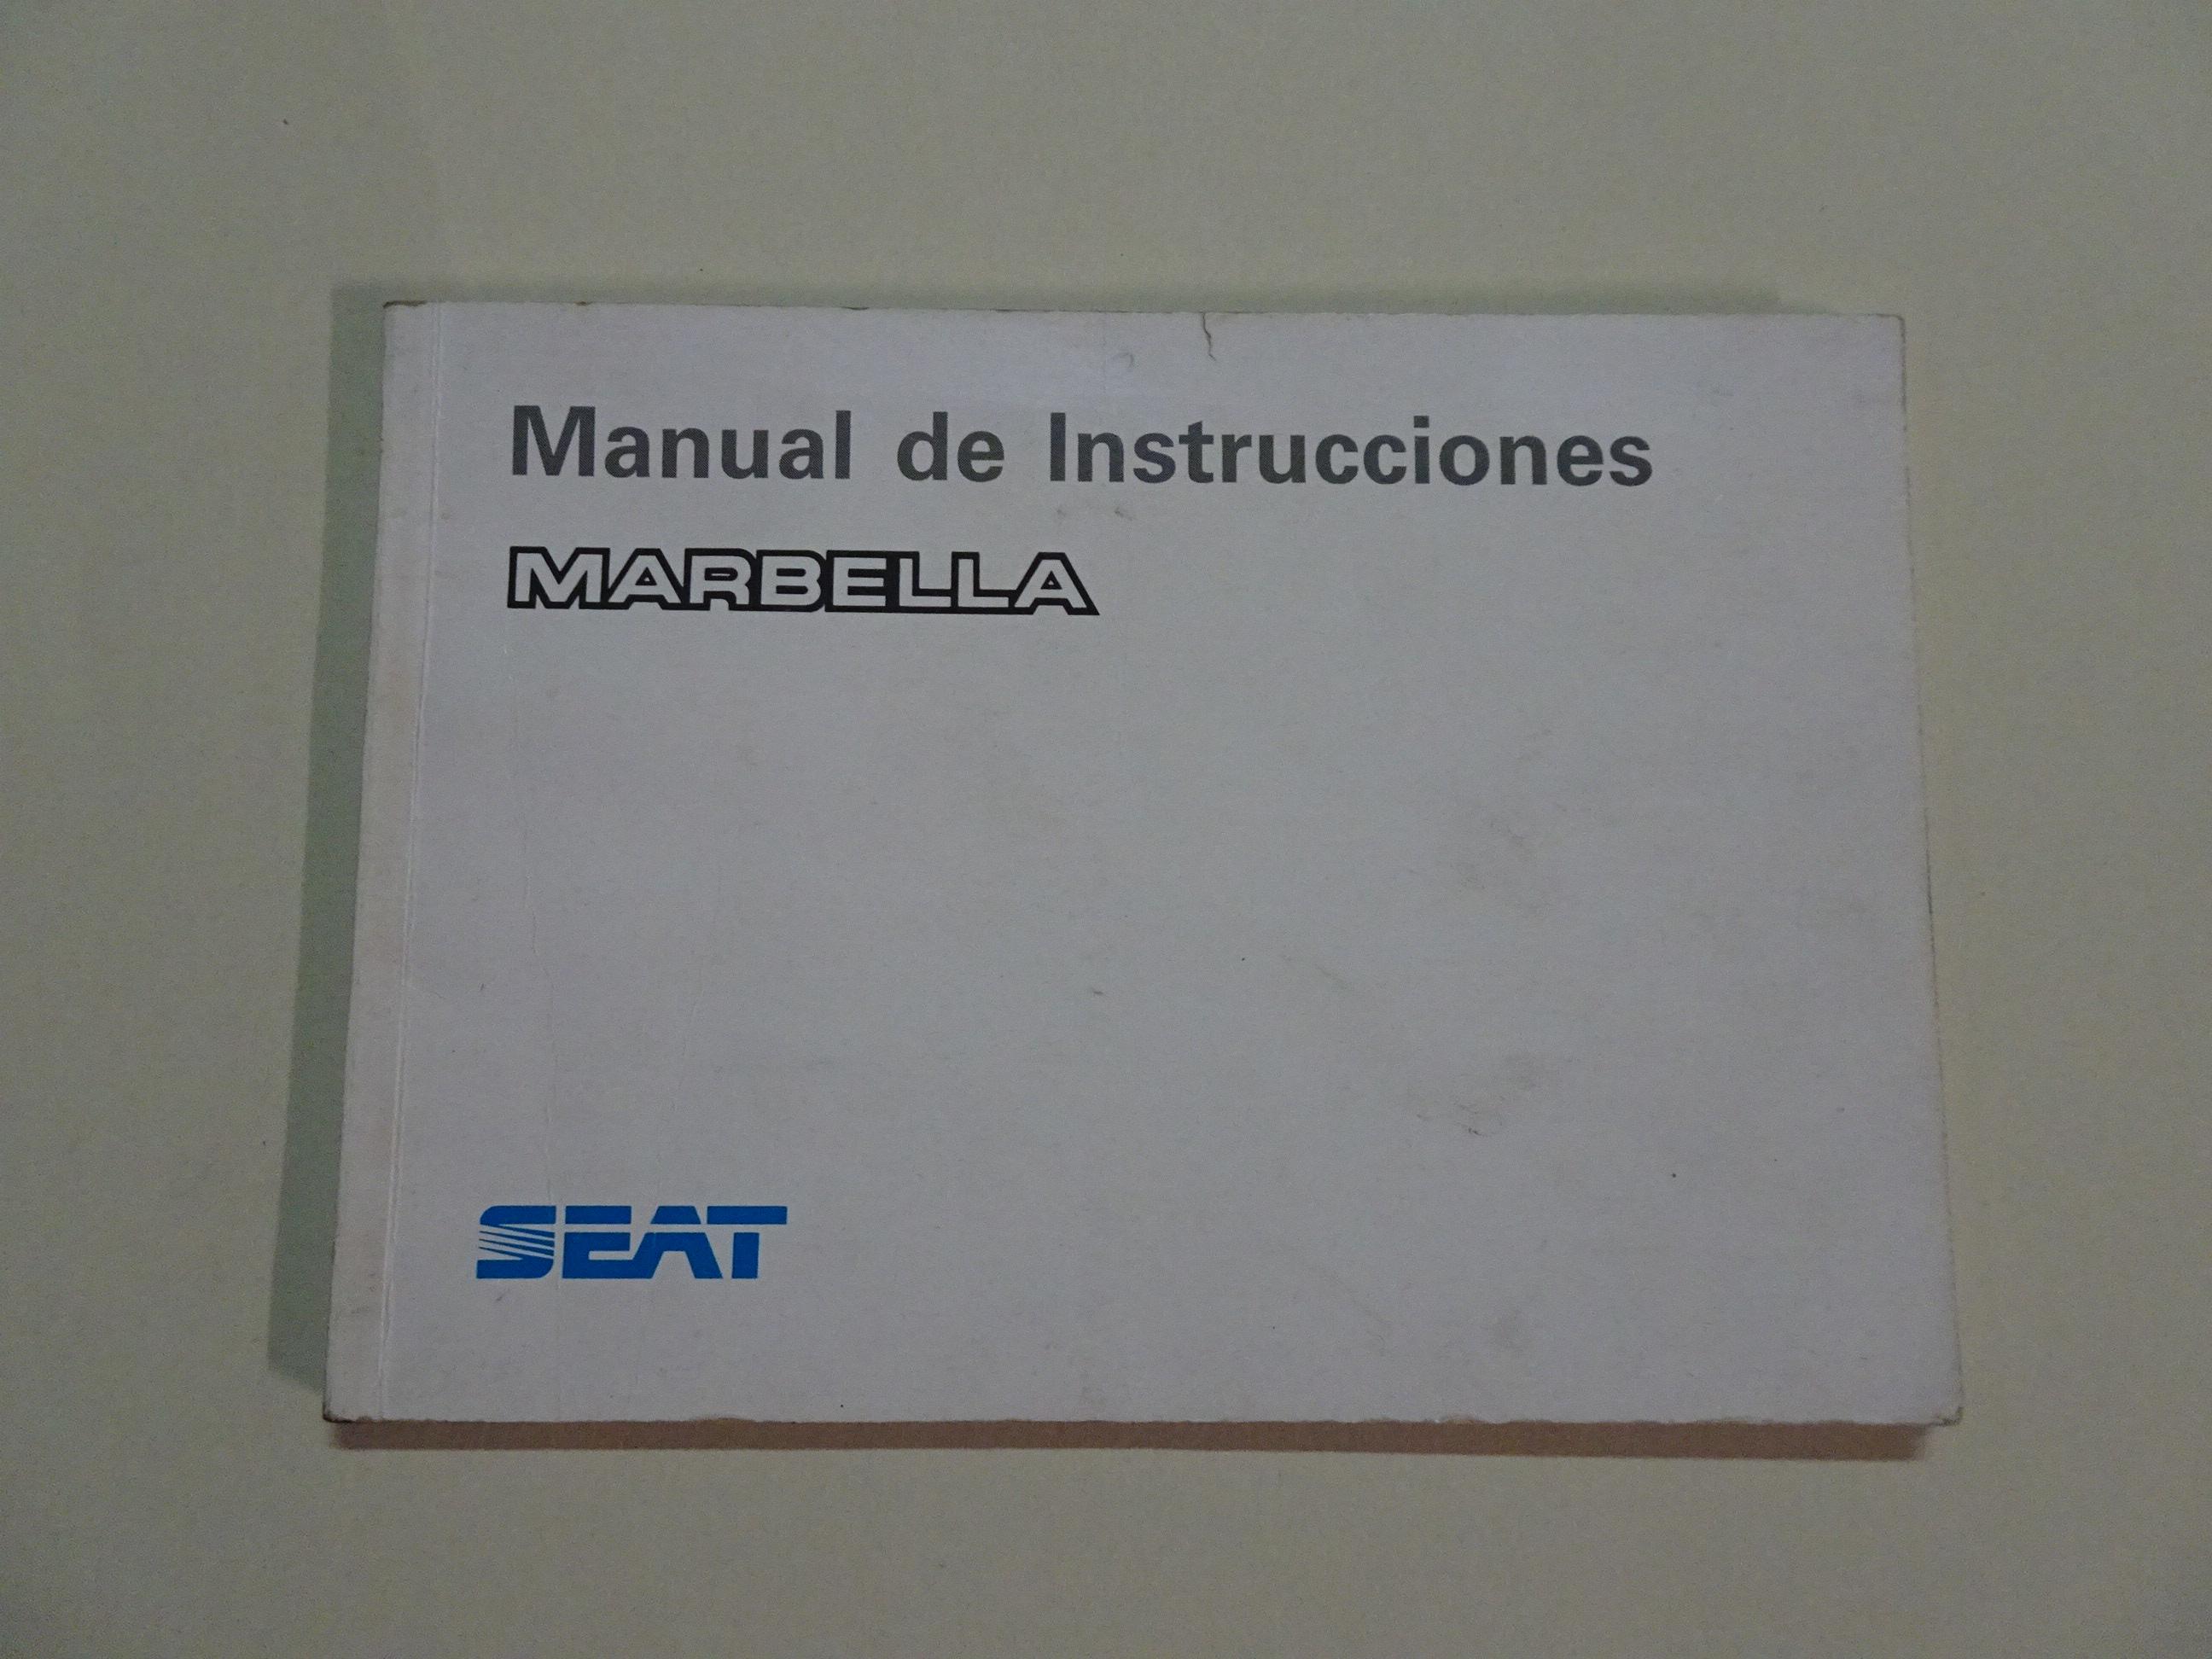 Manual de Instrucciones
MARBELLA
SEAT